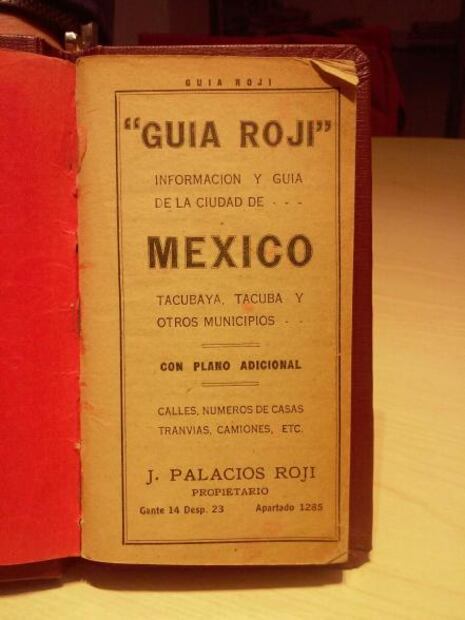 GUIA ROJI
"GUIA ROJI"
INFORMACION Y GUIA
DE LA CIUDAD DE - - -
MEXICO
TACUBAYA, TACUBA Y
OTROS MUNICIPIOS - -
CON PLANO ADICIONAL
CALLES, NUMEROS DE CASAS
TRANVIAS, CAMIONES, ETC.
J. PALACIOS ROJI
PROPIETARIO
Gante 14 Desp. 23 Apartado 1285